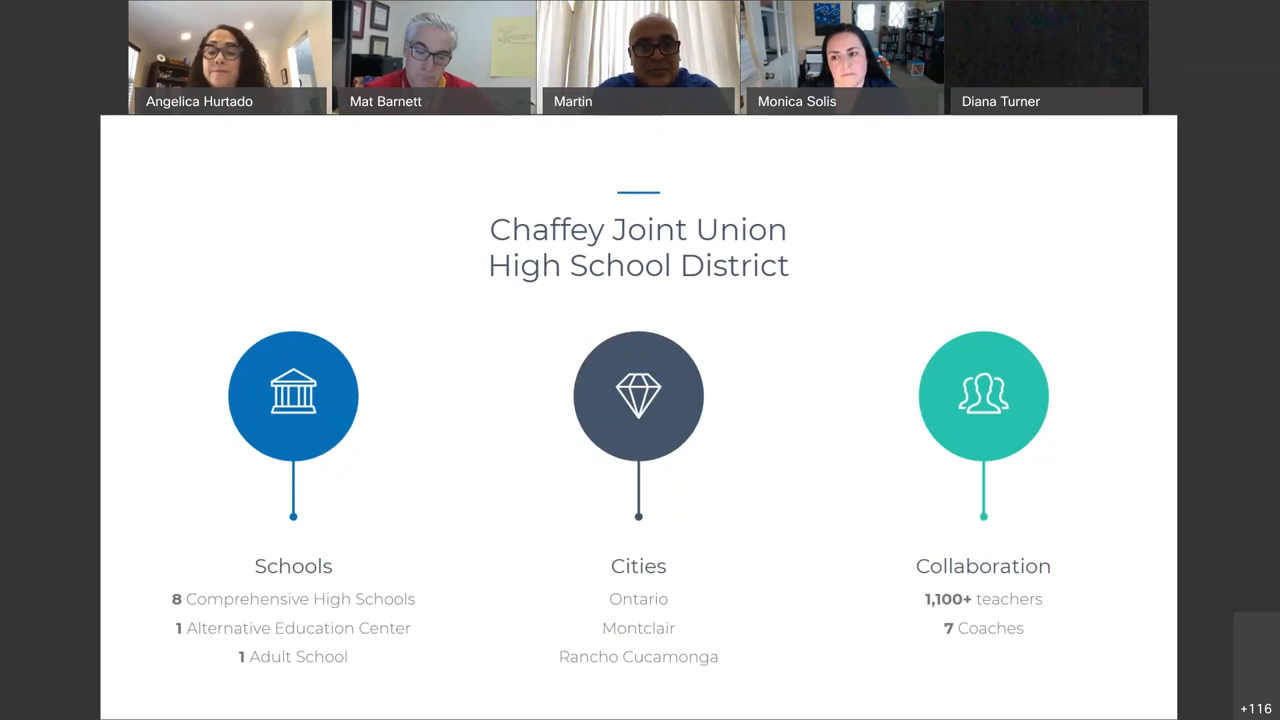 Angelica Hurtado
Mat Barnett
Martin
Monica Solis
Diana Turner
Chaffey Joint Union
High School District
Schools
8 Comprehensive High Schools
1 Alternative Education Center
1 Adult School
Cities
Ontario
Montclair
Rancho Cucamonga
Collaboration
1,100+ teachers
7 Coaches
+116